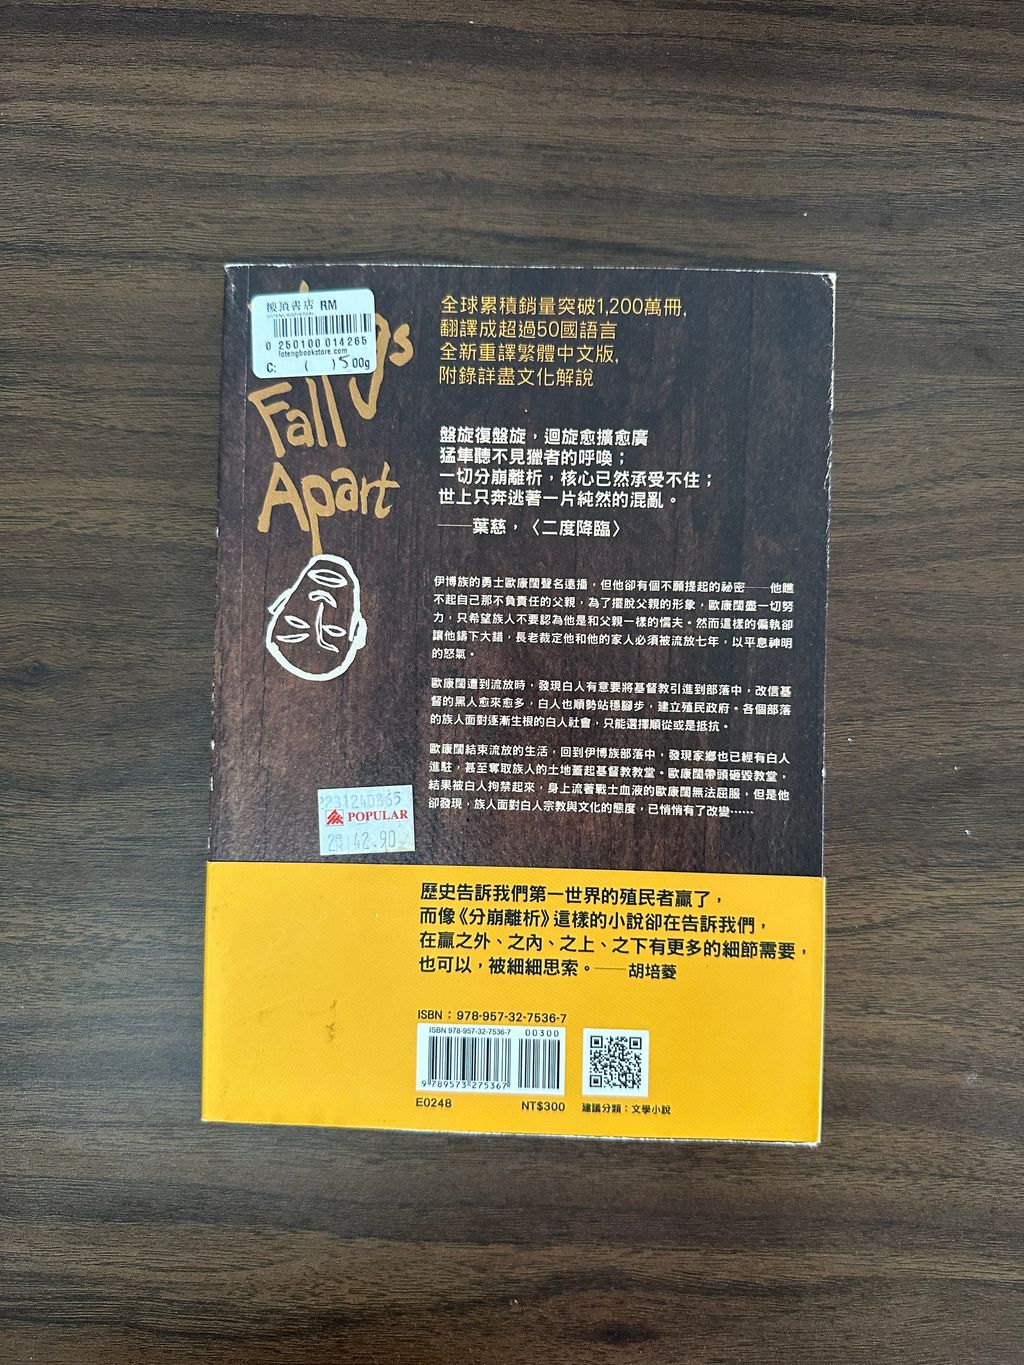 樓頂書店 RM
0 250100 014265
lotengbookstore.com
C: ( ) 500g
Fall
Apart
全球累積銷量突破1,200萬冊,
翻譯成超過50國語言
全新重譯繁體中文版,
附錄詳盡文化解說
盤旋復盤旋，迴旋愈擴愈廣
猛隼聽不見獵者的呼喚；
一切分崩離析，核心已然承受不住；
世上只奔逃著一片純然的混亂。
——葉慈，〈二度降臨〉
伊博族的勇士歐康闊聲名遠播，但他卻有個不願提起的祕密——他瞧
不起自己那不負責任的父親，為了擺脫父親的形象，歐康闊盡一切努
力，只希望族人不要認為他是和父親一樣的懦夫。然而這樣的偏執卻
讓他鑄下大錯，長老裁定他和他的家人必須被流放七年，以平息神明
的怒氣。
歐康闊遭到流放時，發現白人有意要將基督教引進到部落中，改信基
督的黑人愈來愈多，白人也順勢站穩腳步，建立殖民政府。各個部落
的族人面對逐漸生根的白人社會，只能選擇順從或是抵抗。
歐康闊結束流放的生活，回到伊博族部落中，發現家鄉也已經有白人
進駐，甚至奪取族人的土地蓋起基督教教堂。歐康闊帶頭砸毀教堂，
結果被白人拘禁起來，身上流著戰士血液的歐康闊無法屈服，但是他
卻發現，族人面對白人宗教與文化的態度，已悄悄有了改變……
POPULAR
42.90
歷史告訴我們第一世界的殖民者贏了，
而像《分崩離析》這樣的小說卻在告訴我們，
在贏之外、之內、之上、之下有更多的細節需要，
也可以，被細細思索。——胡培菱
ISBN：978-957-32-7536-7
ISBN 978-957-32-7536-7 00300
9 789573 275367
E0248 NT$300 建議分類：文學小說